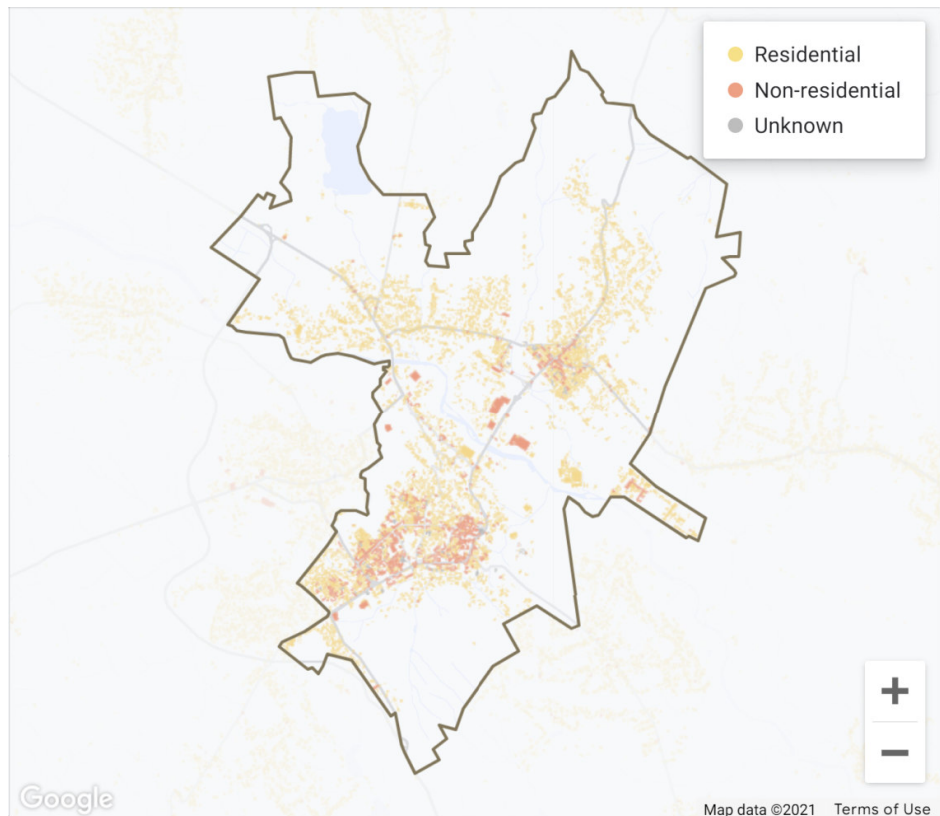 Residential
Non-residential
Unknown
+
−
Google
Map data ©2021 Terms of Use